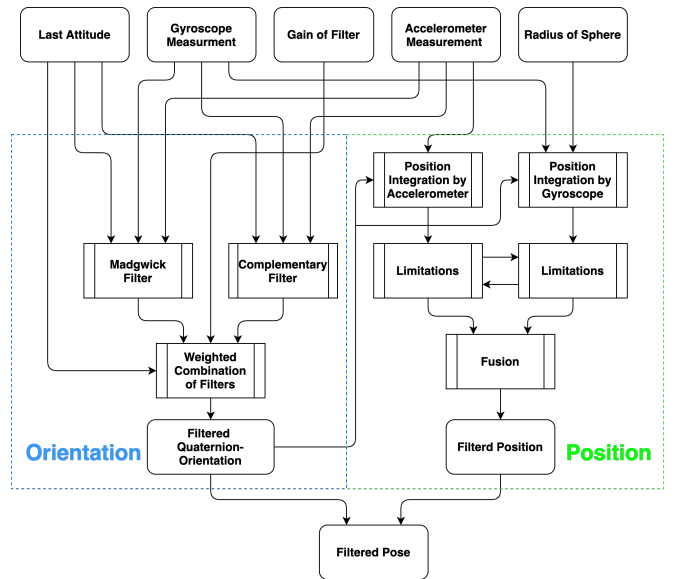 Last Attitude
Gyroscope
Measurment
Gain of Filter
Accelerometer
Measurement
Radius of Sphere
Position
Integration by
Accelerometer
Position
Integration by
Gyroscope
Madgwick
Filter
Complementary
Filter
Limitations
Limitations
Weighted
Combination
of Filters
Fusion
Orientation
Filtered
Quaternion-
Orientation
Filterd Position
Position
Filtered Pose